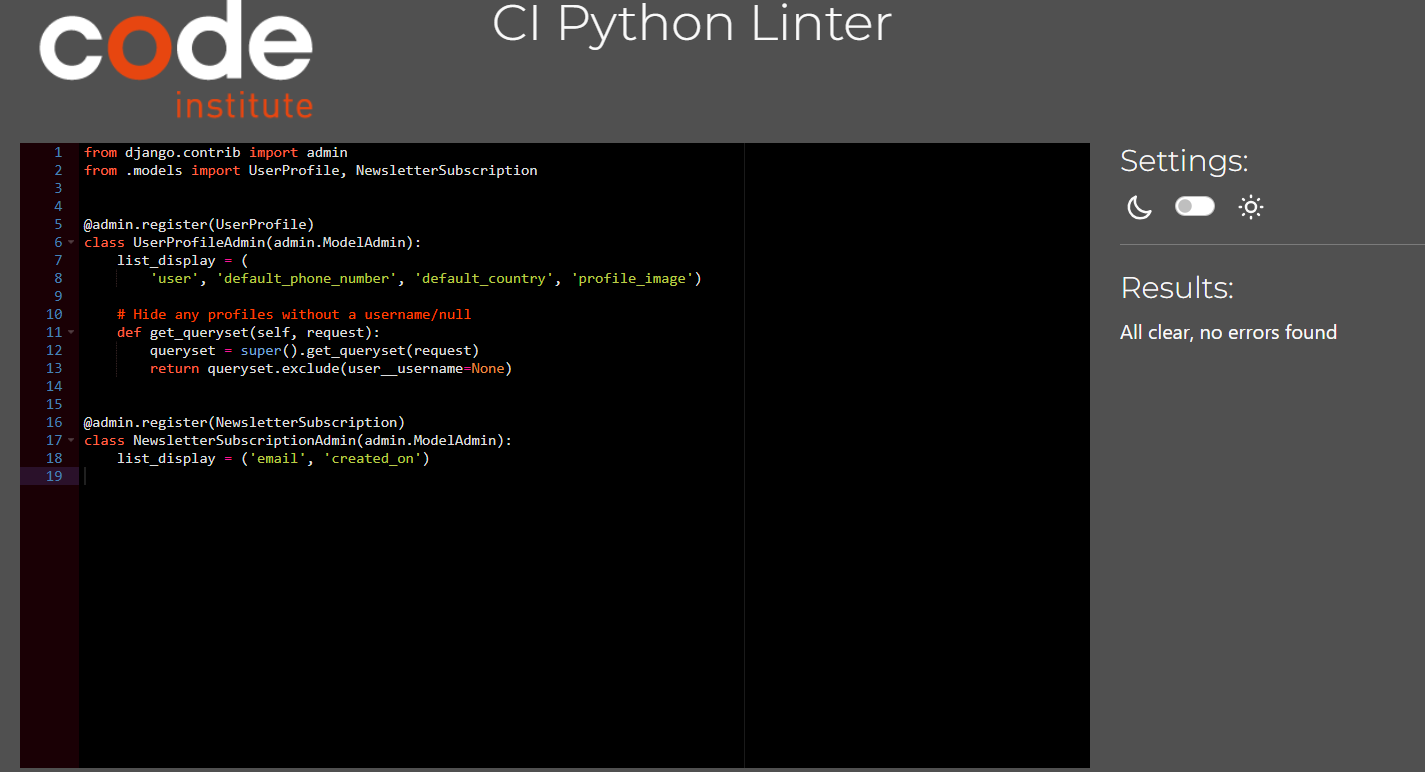 code
institute
CI Python Linter
1 from django.contrib import admin
2 from .models import UserProfile, NewsletterSubscription
3
4
5 @admin.register(UserProfile)
6 class UserProfileAdmin(admin.ModelAdmin):
7     list_display = (
8         'user', 'default_phone_number', 'default_country', 'profile_image')
9
10     # Hide any profiles without a username/null
11     def get_queryset(self, request):
12         queryset = super().get_queryset(request)
13         return queryset.exclude(user__username=None)
14
15
16 @admin.register(NewsletterSubscription)
17 class NewsletterSubscriptionAdmin(admin.ModelAdmin):
18     list_display = ('email', 'created_on')
19
Settings:
Results:
All clear, no errors found